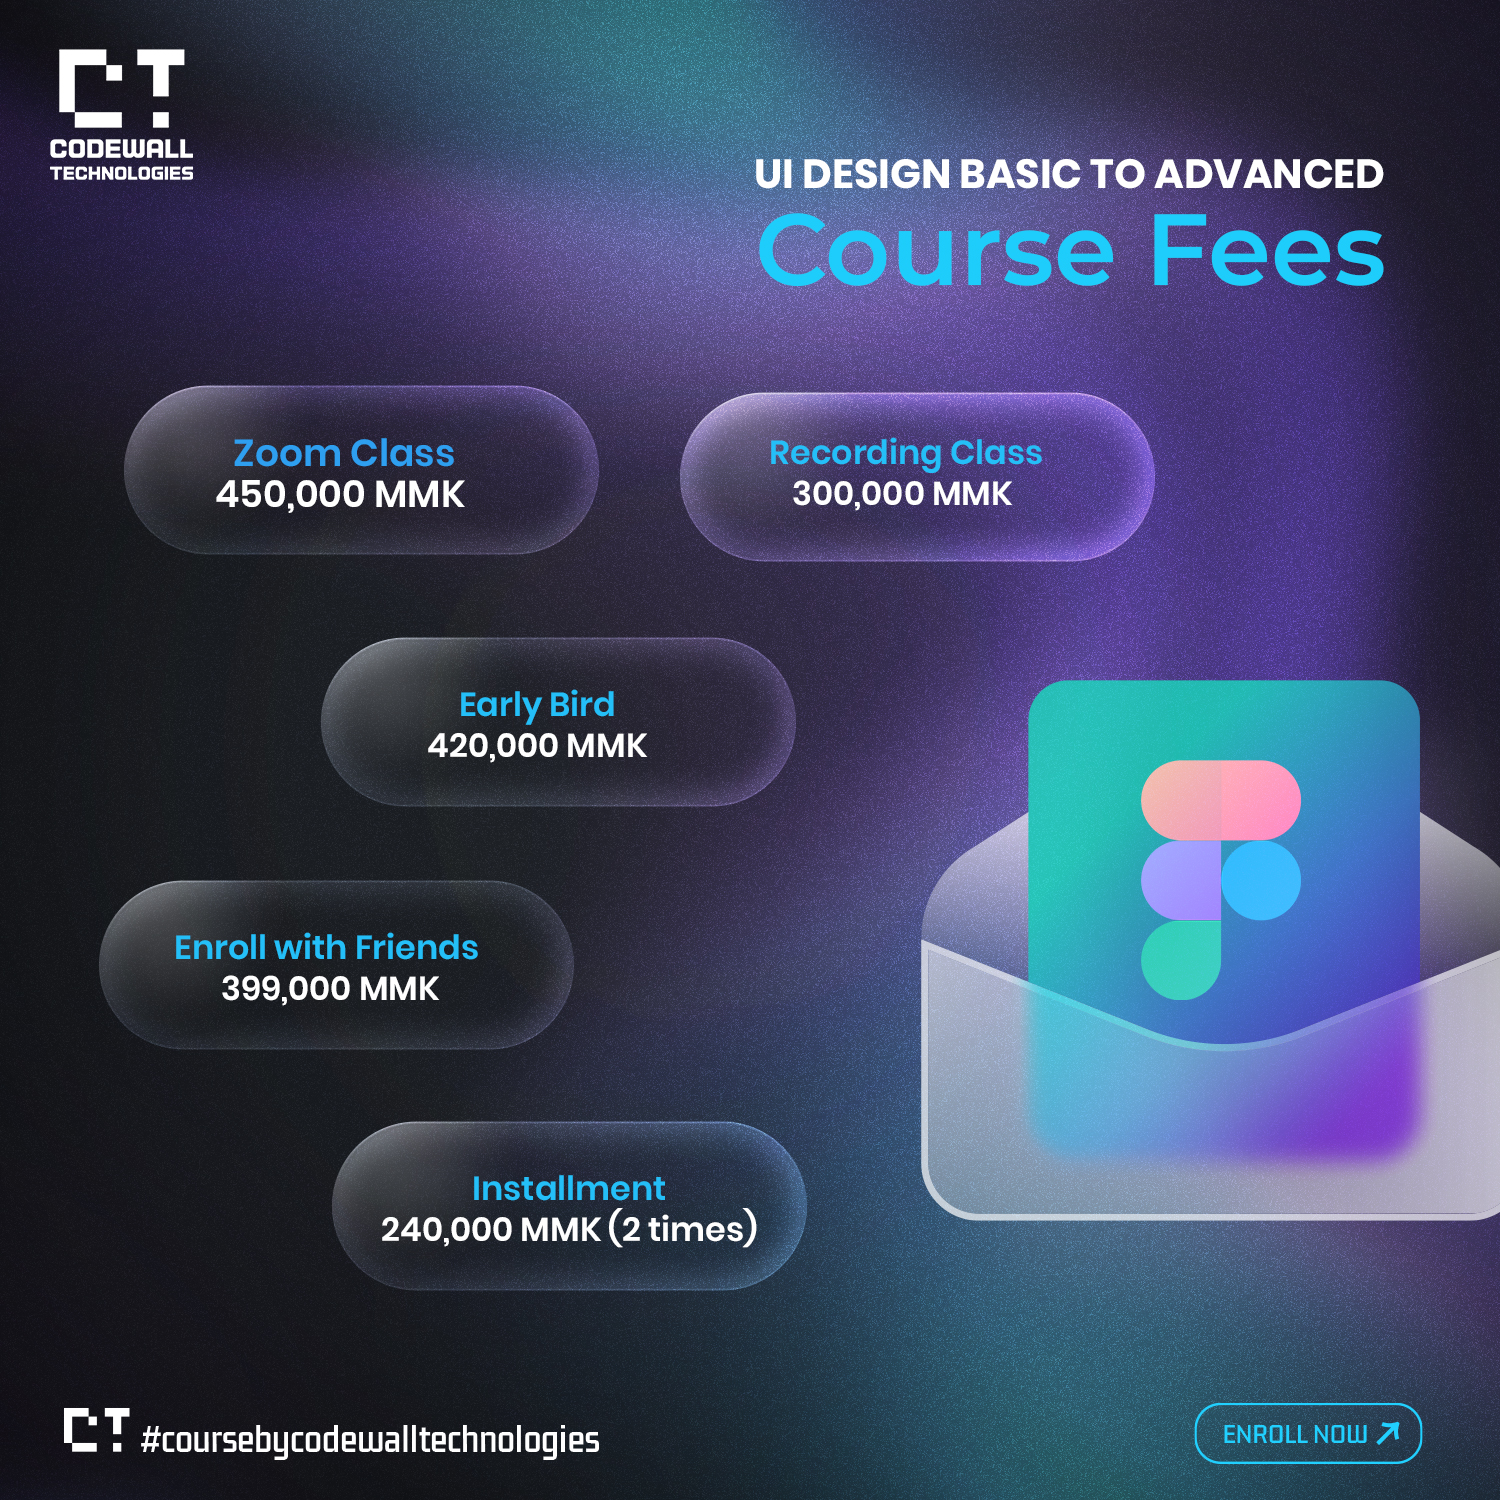 CODEWALL
TECHNOLOGIES
UI DESIGN BASIC TO ADVANCED
Course Fees
Zoom Class
450,000 MMK
Recording Class
300,000 MMK
Early Bird
420,000 MMK
Enroll with Friends
399,000 MMK
Installment
240,000 MMK (2 times)
#coursebycodewalltechnologies
ENROLL NOW